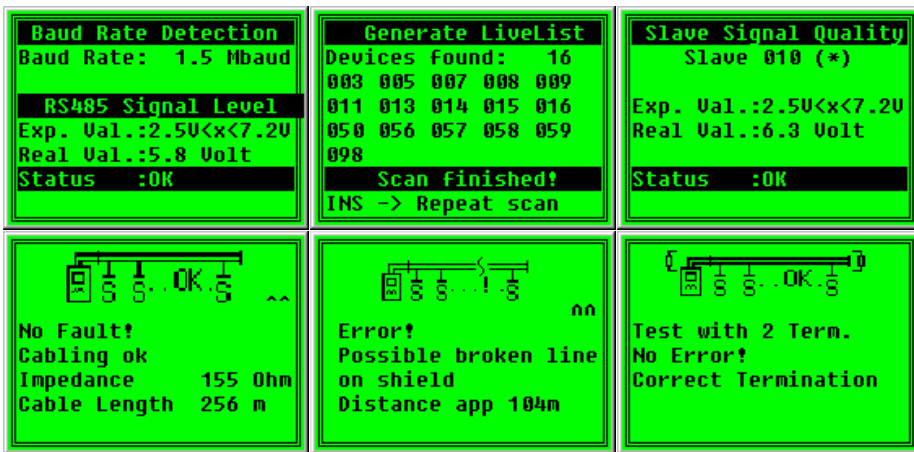 Baud Rate Detection
Baud Rate: 1.5 Mbaud
RS485 Signal Level
Exp. Val.:2.5V<x<7.2V
Real Val.:5.8 Volt
Status :OK
Generate LiveList
Devices found: 16
003 005 007 008 009
011 013 014 015 016
050 056 057 058 059
098
Scan finished!
INS -> Repeat scan
Slave Signal Quality
Slave 010 (*)
Exp. Val.:2.5V<x<7.2V
Real Val.:6.3 Volt
Status :OK
S S..OK.S
No Fault!
Cabling ok
Impedance 155 Ohm
Cable Length 256 m
S S...!.S
Error!
Possible broken line
on shield
Distance app 104m
S S..OK.S
Test with 2 Term.
No Error!
Correct Termination